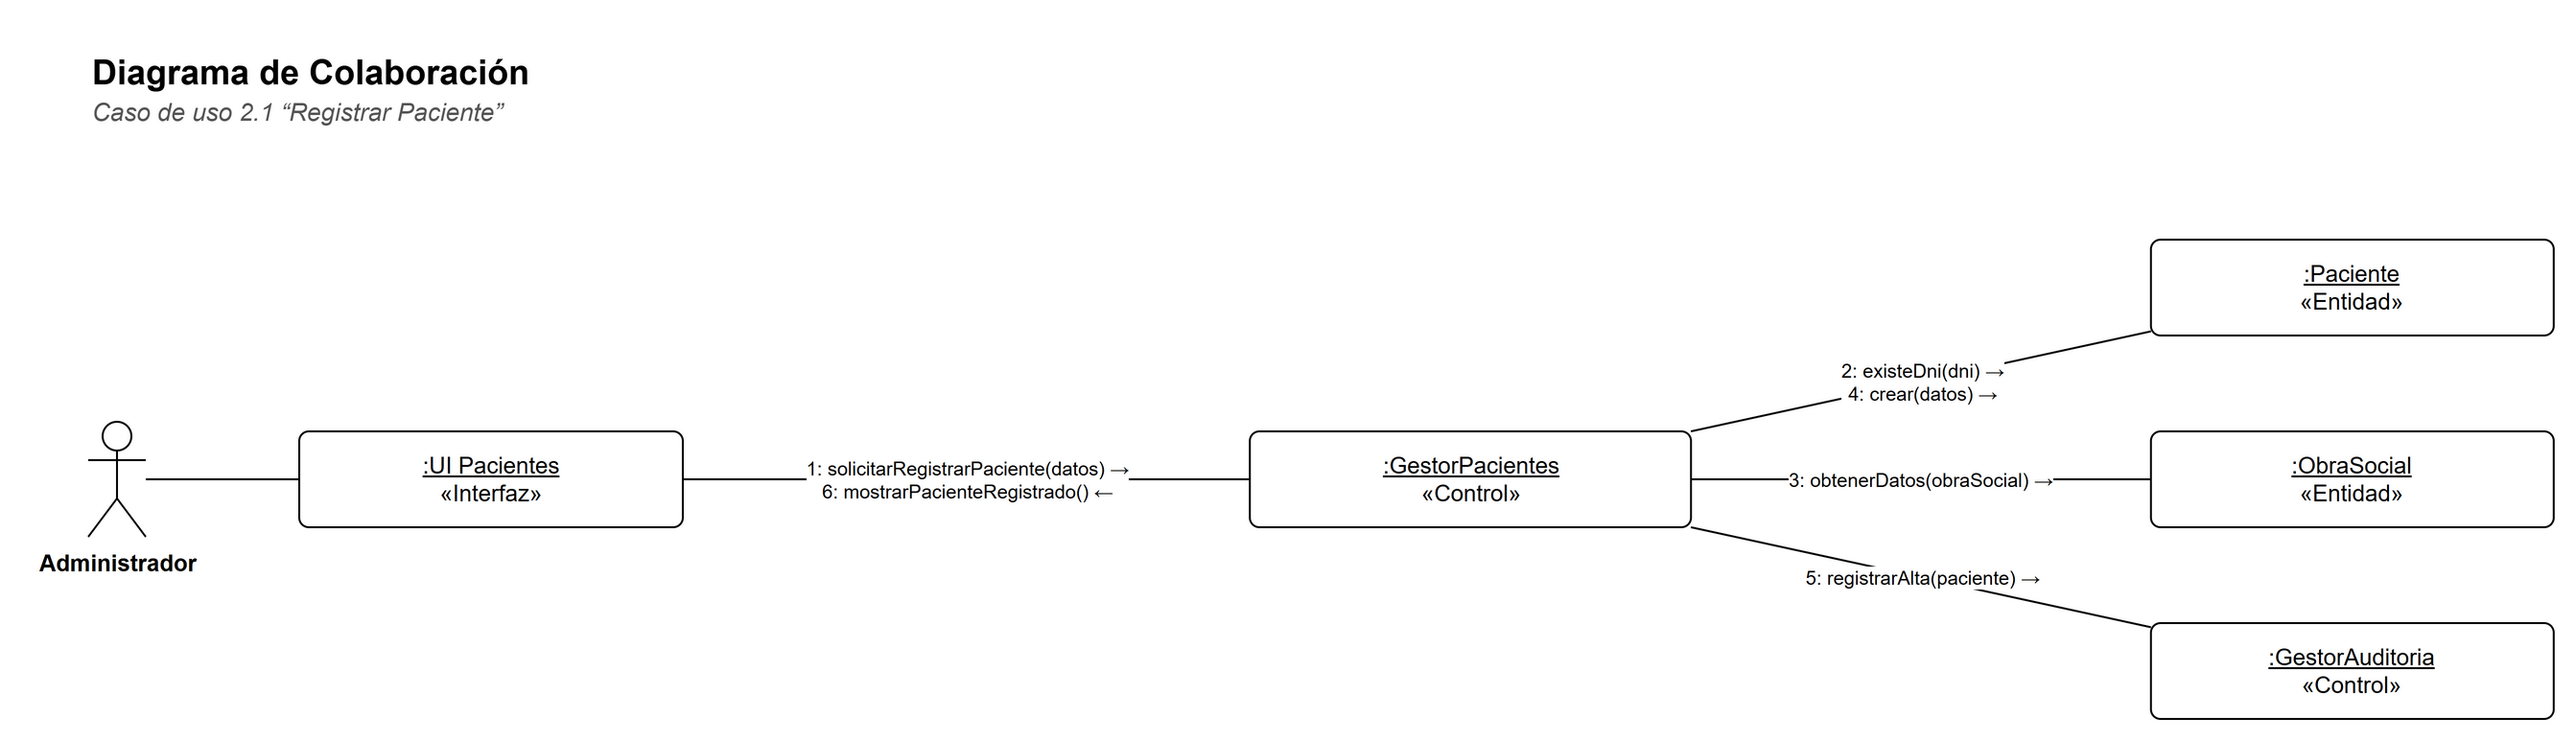 Diagrama de Colaboración
Caso de uso 2.1 “Registrar Paciente”
:Paciente
«Entidad»
2: existeDni(dni) →
4: crear(datos) →
:UI Pacientes
«Interfaz»
1: solicitarRegistrarPaciente(datos) →
6: mostrarPacienteRegistrado() ←
:GestorPacientes
«Control»
3: obtenerDatos(obraSocial) →
:ObraSocial
«Entidad»
Administrador
5: registrarAlta(paciente) →
:GestorAuditoria
«Control»